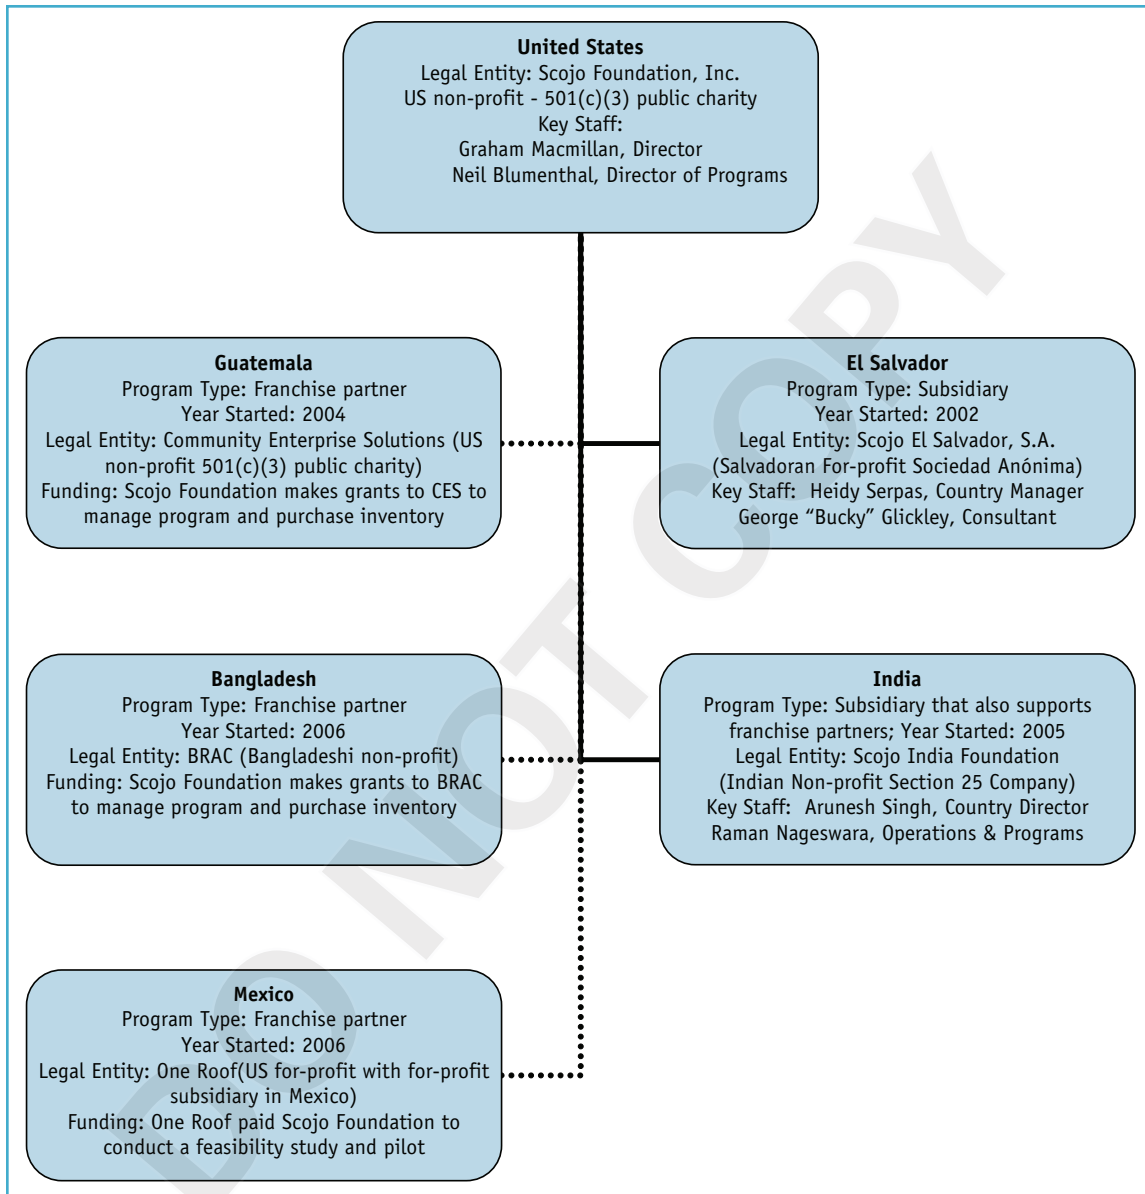 United States
Legal Entity: Scojo Foundation, Inc.
US non-profit - 501(c)(3) public charity
Key Staff:
Graham Macmillan, Director
Neil Blumenthal, Director of Programs
Guatemala
Program Type: Franchise partner
Year Started: 2004
Legal Entity: Community Enterprise Solutions (US
non-profit 501(c)(3) public charity)
Funding: Scojo Foundation makes grants to CES to
manage program and purchase inventory
El Salvador
Program Type: Subsidiary
Year Started: 2002
Legal Entity: Scojo El Salvador, S.A.
(Salvadoran For-profit Sociedad Anónima)
Key Staff: Heidy Serpas, Country Manager
George “Bucky” Glickley, Consultant
Bangladesh
Program Type: Franchise partner
Year Started: 2006
Legal Entity: BRAC (Bangladeshi non-profit)
Funding: Scojo Foundation makes grants to BRAC
to manage program and purchase inventory
India
Program Type: Subsidiary that also supports
franchise partners; Year Started: 2005
Legal Entity: Scojo India Foundation
(Indian Non-profit Section 25 Company)
Key Staff: Arunesh Singh, Country Director
Raman Nageswara, Operations & Programs
Mexico
Program Type: Franchise partner
Year Started: 2006
Legal Entity: One Roof(US for-profit with for-profit
subsidiary in Mexico)
Funding: One Roof paid Scojo Foundation to
conduct a feasibility study and pilot
DO NOT COPY